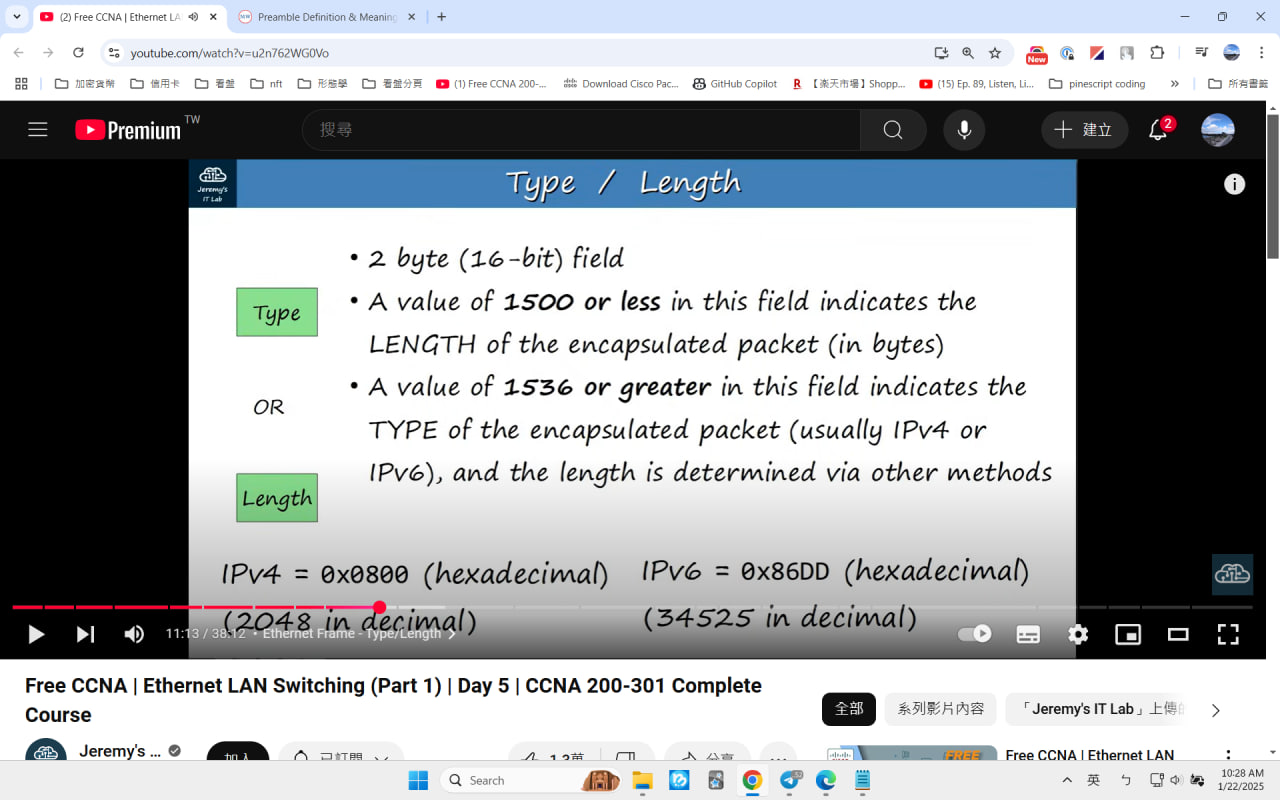 (2) Free CCNA | Ethernet LA
Preamble Definition & Meaning
youtube.com/watch?v=u2n762WG0Vo
New
加密貨幣
信用卡
看盤
nft
形態學
看盤分頁
(1) Free CCNA 200-...
Download Cisco Pac...
GitHub Copilot
R
【楽天市場】Shopp...
(15) Ep. 89, Listen, Li...
pinescript coding
»
所有書籤
Premium TW
搜尋
建立
2
Jeremy's
IT Lab
Type / Length
• 2 byte (16-bit) field
• A value of 1500 or less in this field indicates the
LENGTH of the encapsulated packet (in bytes)
• A value of 1536 or greater in this field indicates the
TYPE of the encapsulated packet (usually IPv4 or
IPv6), and the length is determined via other methods
Type
OR
Length
IPv4 = 0x0800 (hexadecimal)
(2048 in decimal)
IPv6 = 0x86DD (hexadecimal)
(34525 in decimal)
11:13 / 38:12 • Ethernet Frame - Type/Length
Free CCNA | Ethernet LAN Switching (Part 1) | Day 5 | CCNA 200-301 Complete
Course
全部
系列影片內容
「Jeremy's IT Lab」上傳的
Jeremy's ...
加入
已訂閱
1.3萬
分享
FREE
Free CCNA | Ethernet LAN
Search
英
10:28 AM
1/22/2025